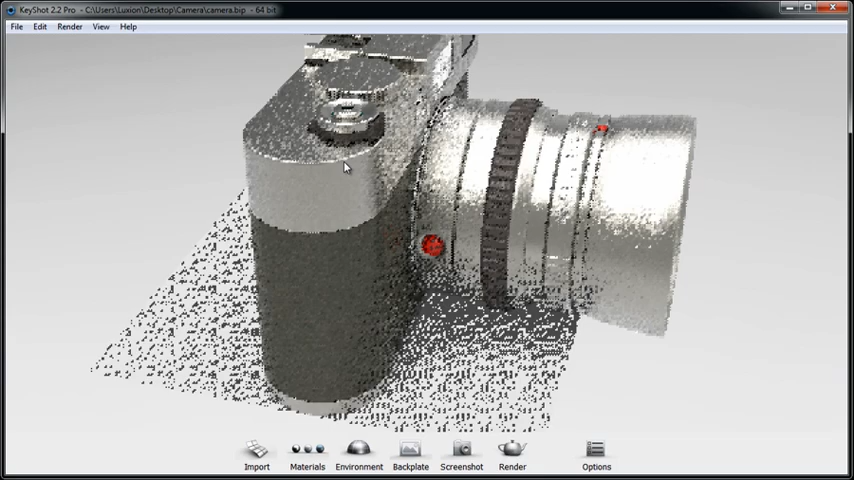 KeyShot 2.2 Pro - C:\Users\Luxion\Desktop\Camera\camera.bip - 64 bit
File Edit Render View Help
Import Materials Environment Backplate Screenshot Render Options